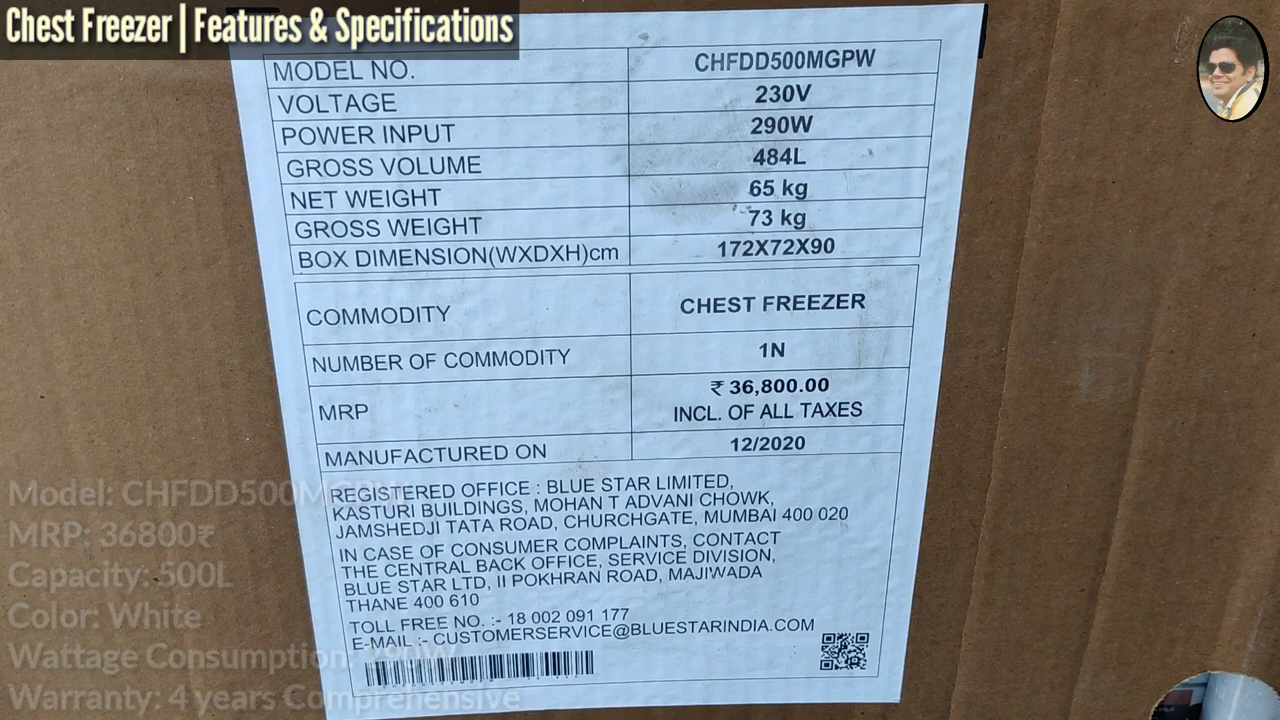 Chest Freezer | Features & Specifications
MODEL NO. CHFDD500MGPW
VOLTAGE 230V
POWER INPUT 290W
GROSS VOLUME 484L
NET WEIGHT 65 kg
GROSS WEIGHT 73 kg
BOX DIMENSION(WXDXH)cm 172X72X90
COMMODITY CHEST FREEZER
NUMBER OF COMMODITY 1N
MRP ₹ 36,800.00
INCL. OF ALL TAXES
MANUFACTURED ON 12/2020
REGISTERED OFFICE : BLUE STAR LIMITED,
KASTURI BUILDINGS, MOHAN T ADVANI CHOWK,
JAMSHEDJI TATA ROAD, CHURCHGATE, MUMBAI 400 020
IN CASE OF CONSUMER COMPLAINTS, CONTACT
THE CENTRAL BACK OFFICE, SERVICE DIVISION,
BLUE STAR LTD, II POKHRAN ROAD, MAJIWADA
THANE 400 610
TOLL FREE NO. :- 18 002 091 177
E-MAIL :- CUSTOMERSERVICE@BLUESTARINDIA.COM
Model: CHFDD500MGPW
MRP: 36800₹
Capacity: 500L
Color: White
Wattage Consumption: 290W
Warranty: 4 years Comprehensive